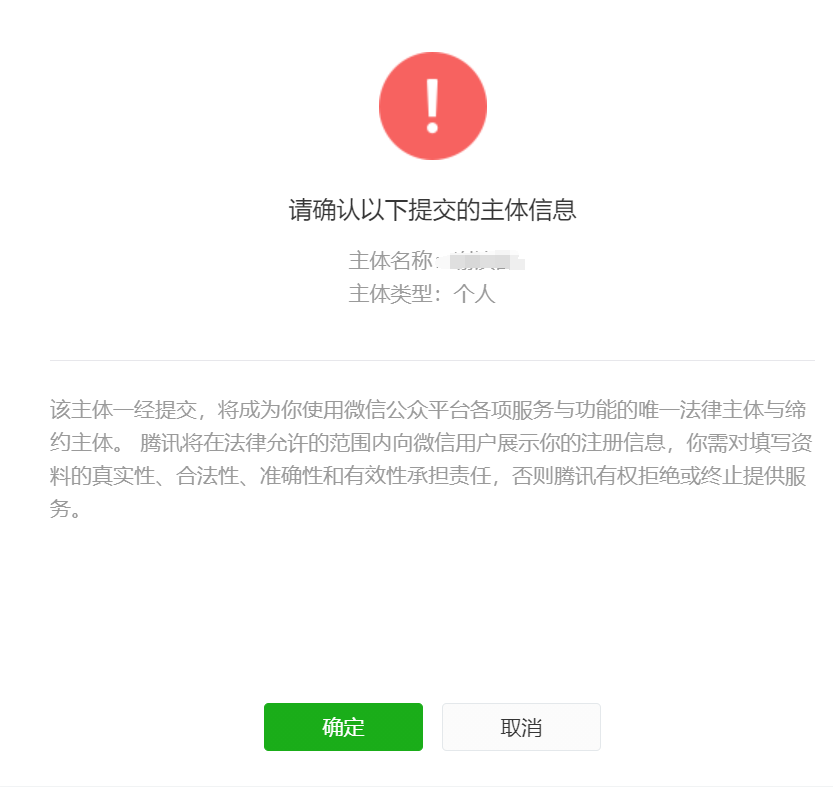 请确认以下提交的主体信息
主体名称:
主体类型：个人
该主体一经提交，将成为你使用微信公众平台各项服务与功能的唯一法律主体与缔
约主体。 腾讯将在法律允许的范围内向微信用户展示你的注册信息，你需对填写资
料的真实性、合法性、准确性和有效性承担责任，否则腾讯有权拒绝或终止提供服
务。
确定
取消